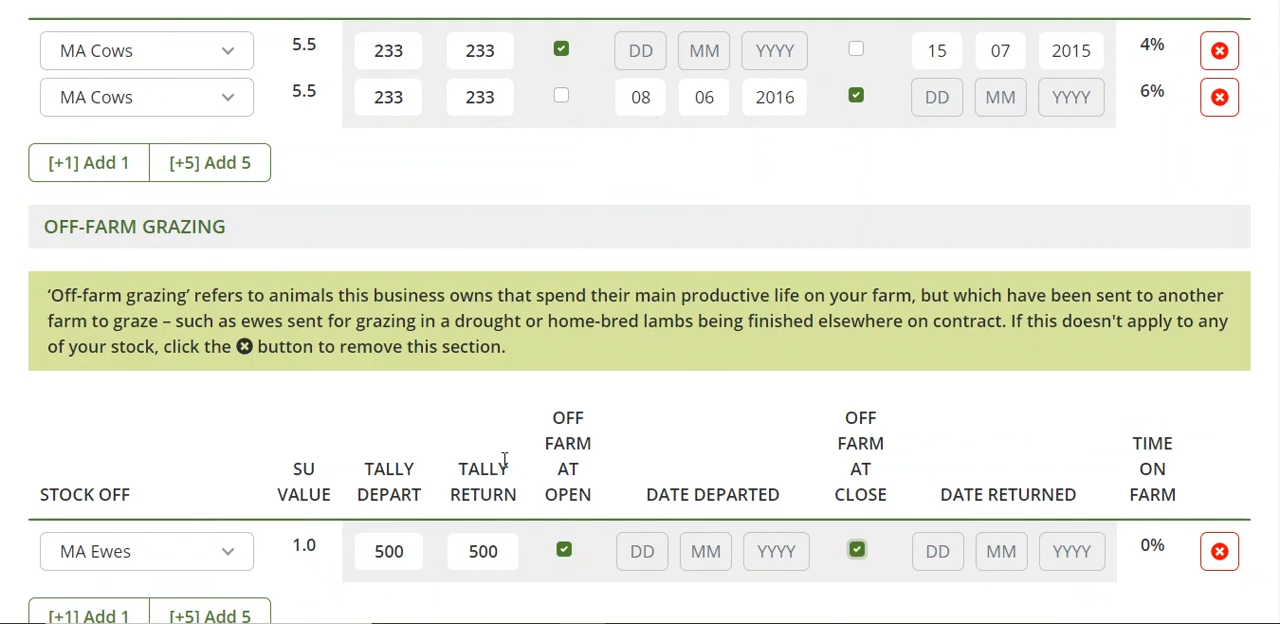 MA Cows 5.5 233 233 DD MM YYYY 15 07 2015 4%
MA Cows 5.5 233 233 08 06 2016 DD MM YYYY 6%
[+1] Add 1 [+5] Add 5
OFF-FARM GRAZING
‘Off-farm grazing’ refers to animals this business owns that spend their main productive life on your farm, but which have been sent to another
farm to graze – such as ewes sent for grazing in a drought or home-bred lambs being finished elsewhere on contract. If this doesn't apply to any
of your stock, click the button to remove this section.
STOCK OFF
SU
VALUE
TALLY
DEPART
TALLY
RETURN
OFF
FARM
AT
OPEN
DATE DEPARTED
OFF
FARM
AT
CLOSE
DATE RETURNED
TIME
ON
FARM
MA Ewes 1.0 500 500 DD MM YYYY DD MM YYYY 0%
[+1] Add 1 [+5] Add 5